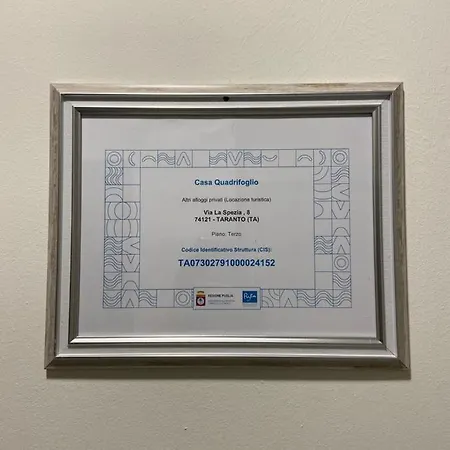 Casa Quadrifoglio
Altri alloggi privati (Locazione turistica)
Via La Spezia , 8
74121 - TARANTO (TA)
Piano: Terzo
Codice Identificativo Struttura (CIS):
TA07302791000024152
REGIONE PUGLIA